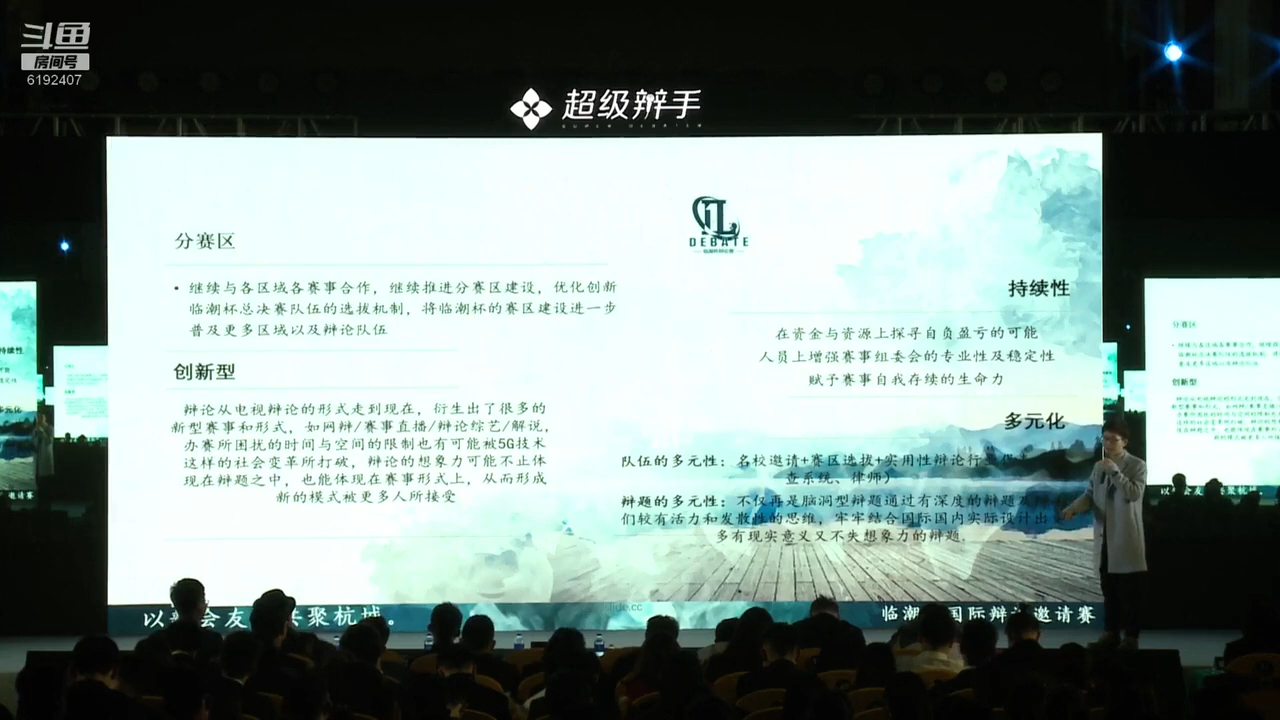 斗鱼
房间号
6192407
超级辩手
SUPER DEBATER
分赛区
• 继续与各区域各赛事合作，继续推进分赛区建设，优化创新
临潮杯总决赛队伍的选拔机制，将临潮杯的赛区建设进一步
普及更多区域以及辩论队伍
创新型
辩论从电视辩论的形式走到现在，衍生出了很多的
新型赛事和形式，如网辩/赛事直播/辩论综艺/解说，
办赛所困扰的时间与空间的限制也有可能被5G技术
这样的社会变革所打破，辩论的想象力可能不止体
现在辩题之中，也能体现在赛事形式上，从而形成
新的模式被更多人所接受
DEBATE
持续性
在资金与资源上探寻自负盈亏的可能
人员上增强赛事组委会的专业性及稳定性
赋予赛事自我存续的生命力
多元化
队伍的多元性：名校邀请+赛区选拔+实用性辩论行
查系统、律师）
辩题的多元性：不仅再是脑洞型辩题通过有深度的辩题
们较有活力和发散性的思维，牢牢结合国际国内实际设计出
多有现实意义又不失想象力的辩题.
以 会友 共聚杭城。
临潮 国际辩 邀请赛